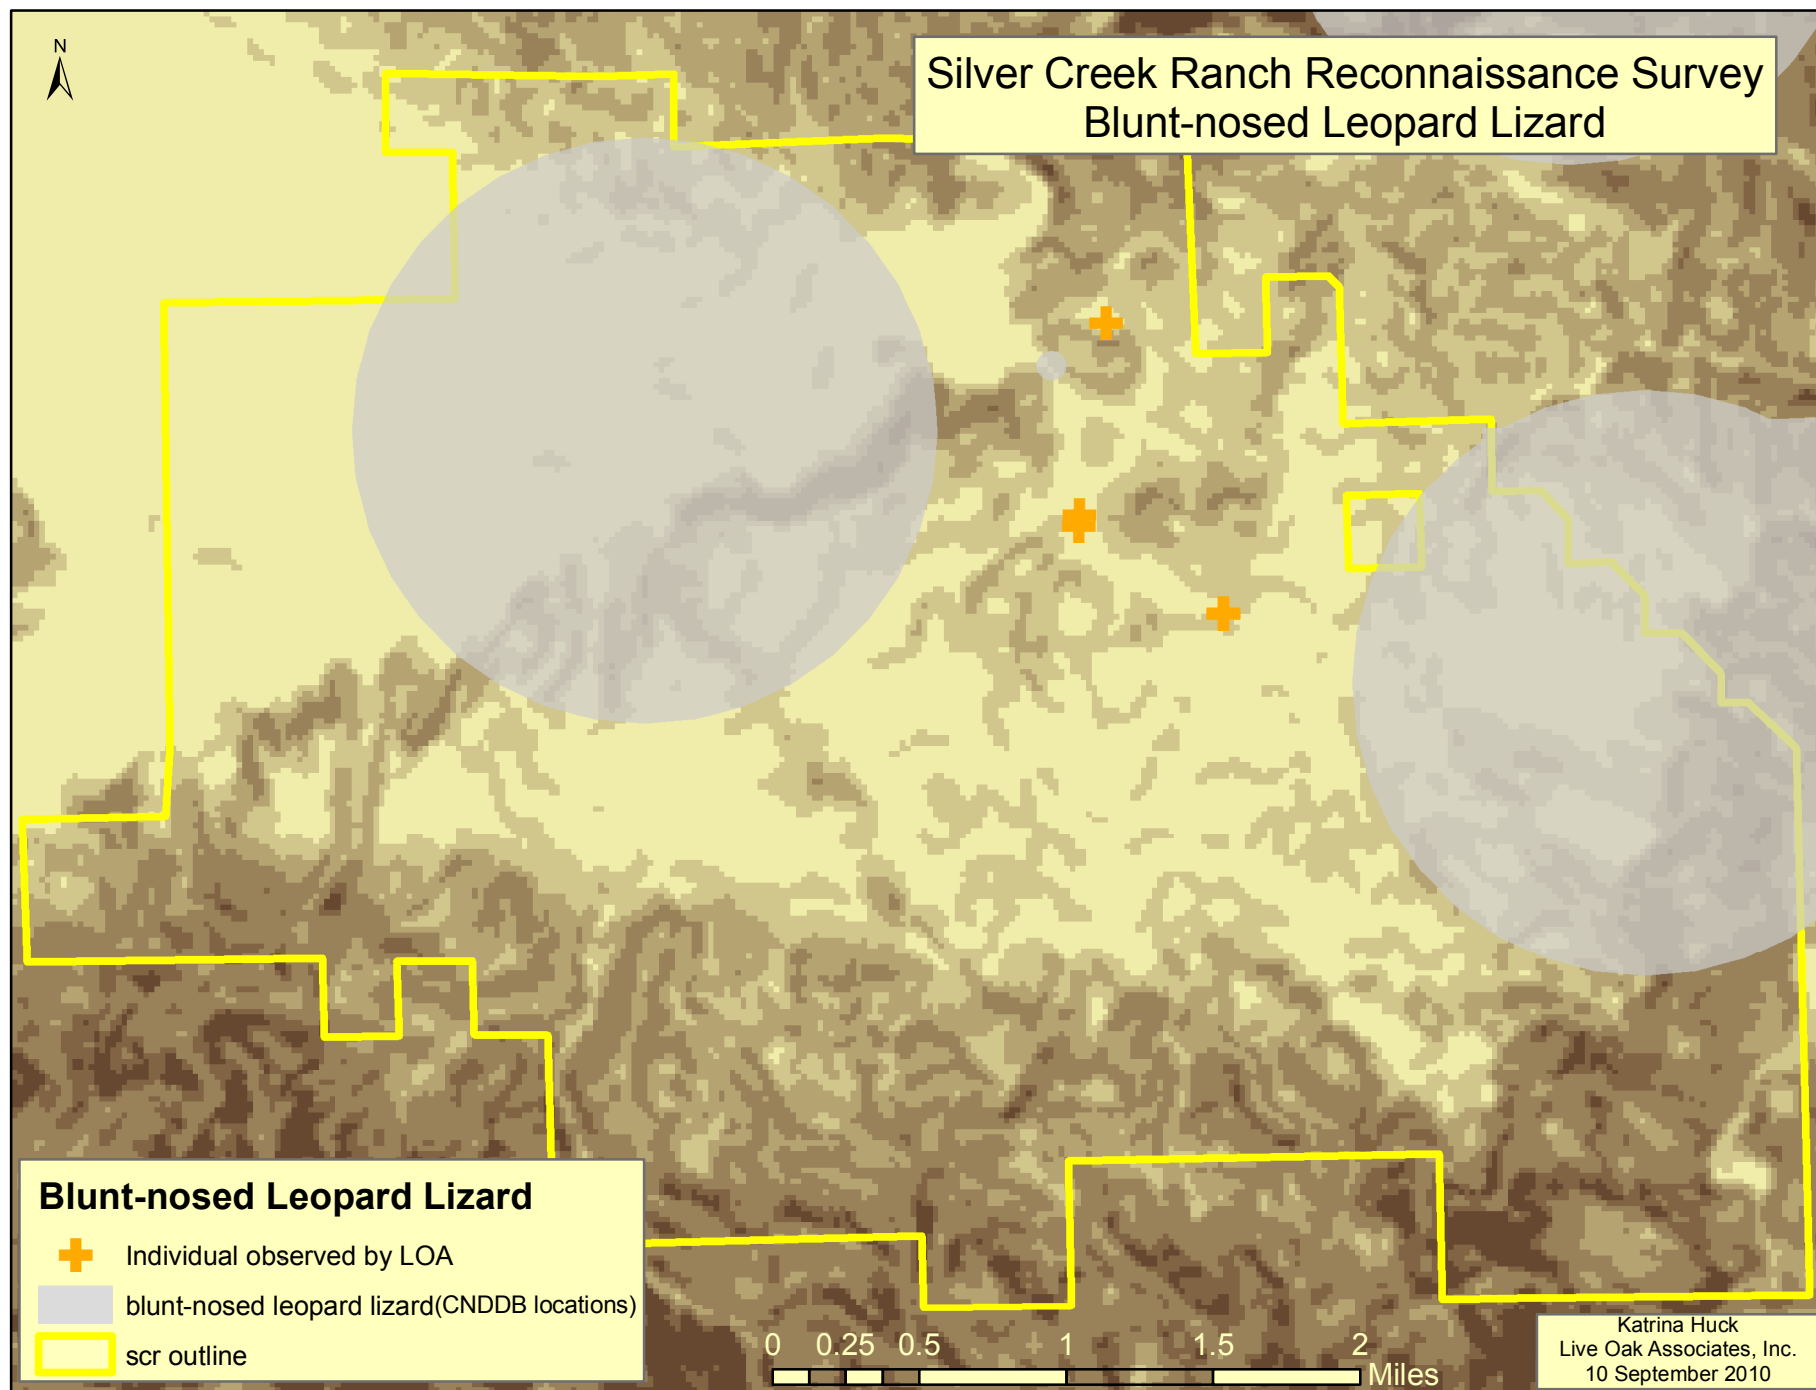 N
Silver Creek Ranch Reconnaissance Survey
Blunt-nosed Leopard Lizard
Blunt-nosed Leopard Lizard
Individual observed by LOA
blunt-nosed leopard lizard(CNDDB locations)
scr outline
0 0.25 0.5 1 1.5 2
Miles
Katrina Huck
Live Oak Associates, Inc.
10 September 2010